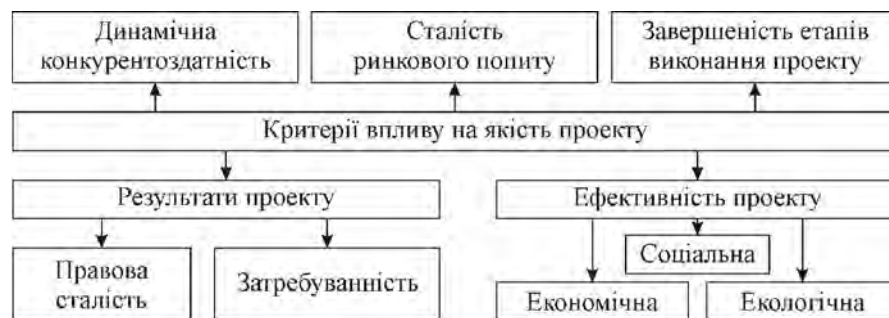 Динамічна
конкурентоздатність
Сталість
ринкового попиту
Завершеність етапів
виконання проекту
Критерії впливу на якість проекту
Результати проекту
Ефективність проекту
Правова
сталість
Затребуванність
Соціальна
Економічна
Екологічна